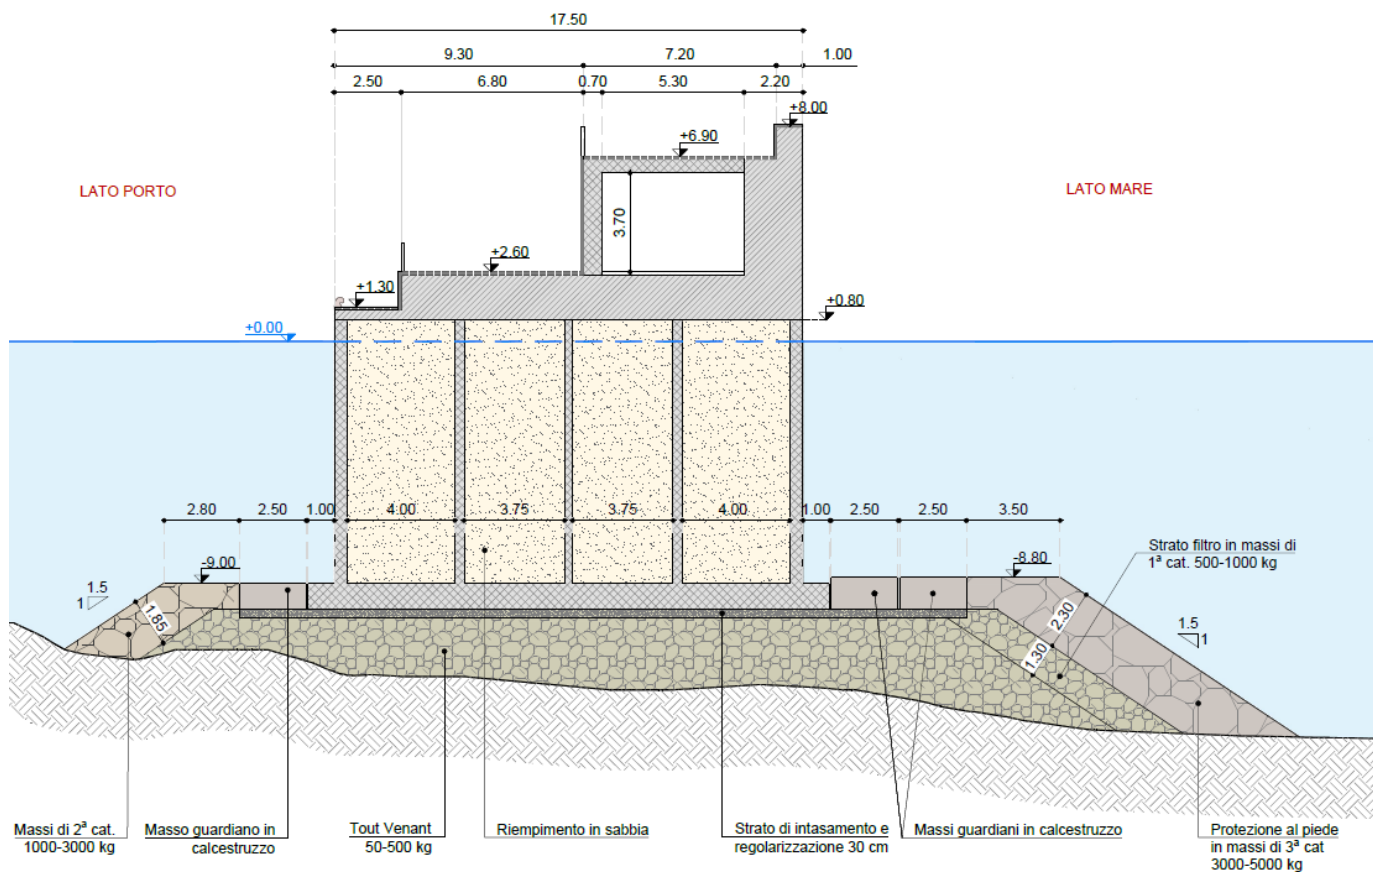 17.50
9.30 7.20 1.00
2.50 6.80 0.70 5.30 2.20
+8.00
+6.90
LATO PORTO
LATO MARE
3.70
+2.60
+1.30
+0.80
+0.00
2.80 2.50 1.00 4.00 3.75 3.75 4.00 1.00 2.50 2.50 3.50
Strato filtro in massi di
1ª cat. 500-1000 kg
-9.00
-8.80
1.5
1
1.85
2.30
1.30
1.5
1
Massi di 2ª cat.
1000-3000 kg
Masso guardiano in
calcestruzzo
Tout Venant
50-500 kg
Riempimento in sabbia
Strato di intasamento e
regolarizzazione 30 cm
Massi guardiani in calcestruzzo
Protezione al piede
in massi di 3ª cat
3000-5000 kg